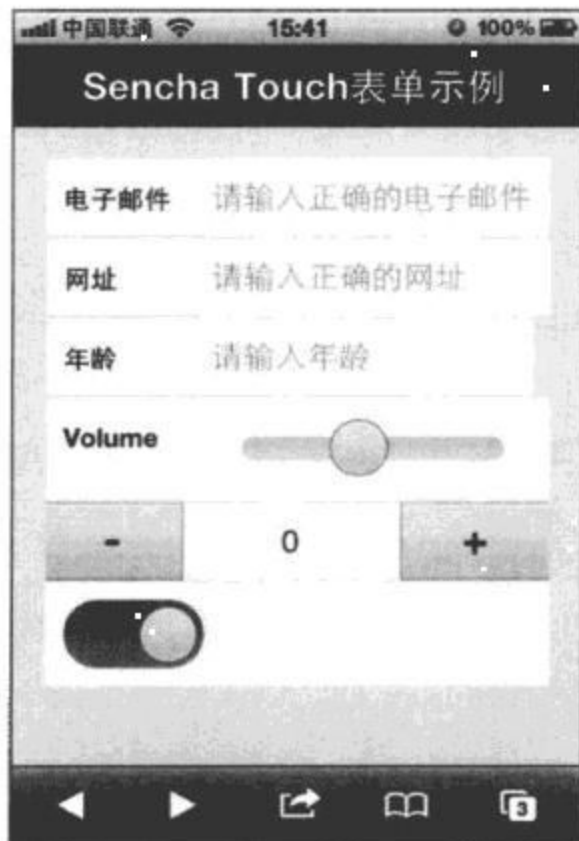 中国联通 15:41 100%
Sencha Touch表单示例
电子邮件 请输入正确的电子邮件
网址 请输入正确的网址
年龄 请输入年龄
Volume
- 0 +
3